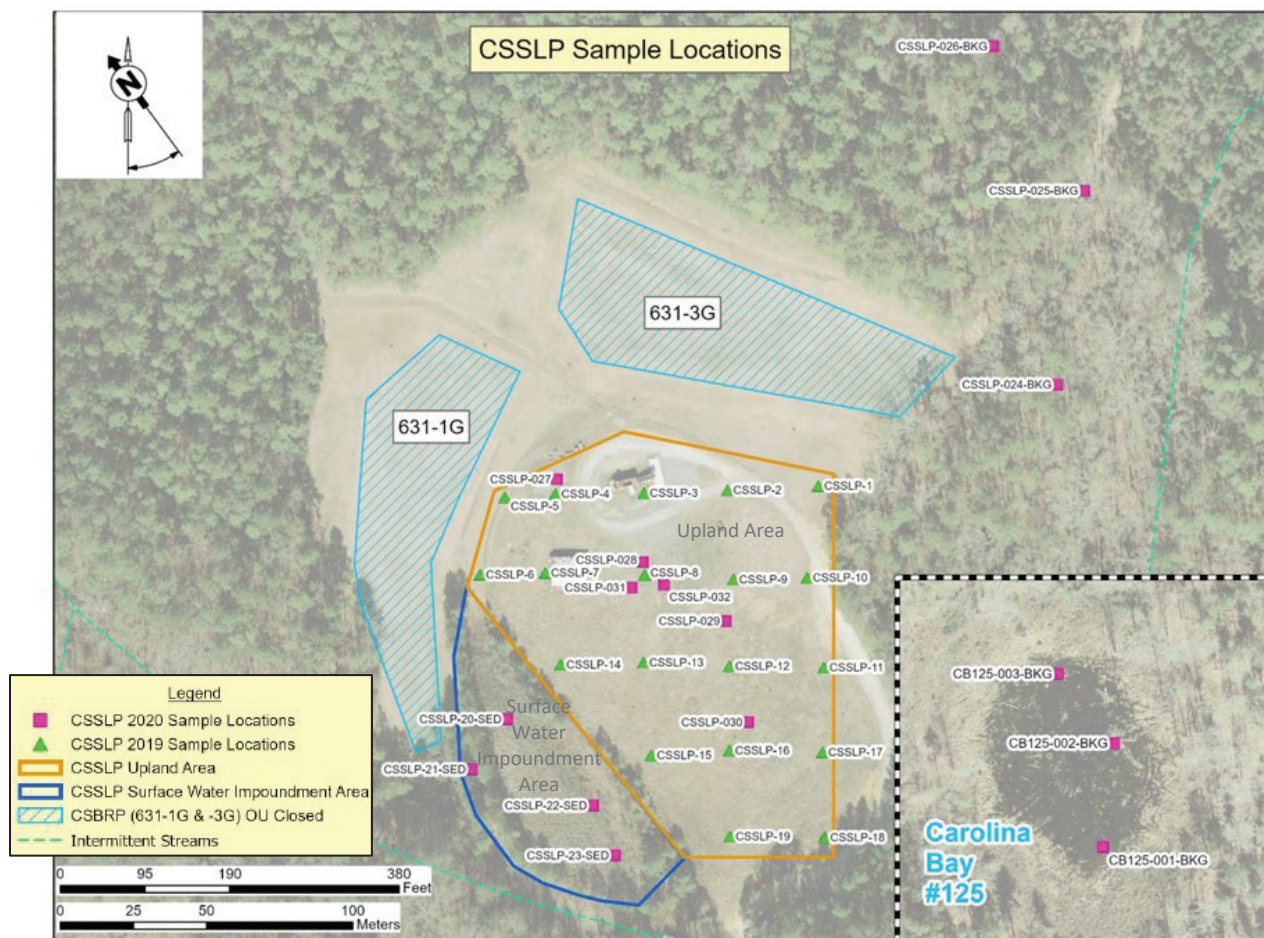 CSSLP Sample Locations
N
CSSLP-026-BKG
CSSLP-025-BKG
631-3G
CSSLP-024-BKG
631-1G
CSSLP-027
CSSLP-5
CSSLP-4
CSSLP-3
CSSLP-2
CSSLP-1
Upland Area
CSSLP-028
CSSLP-6
CSSLP-7
CSSLP-8
CSSLP-9
CSSLP-10
CSSLP-031
CSSLP-032
CSSLP-029
CSSLP-14
CSSLP-13
CSSLP-12
CSSLP-11
CSSLP-20-SED
Surface
Water
Impoundment
Area
CSSLP-030
CSSLP-15
CSSLP-16
CSSLP-17
CSSLP-21-SED
CSSLP-22-SED
CSSLP-23-SED
CSSLP-19
CSSLP-18
CB125-003-BKG
CB125-002-BKG
CB125-001-BKG
Carolina
Bay
#125
Legend
CSSLP 2020 Sample Locations
CSSLP 2019 Sample Locations
CSSLP Upland Area
CSSLP Surface Water Impoundment Area
CSBRP (631-1G & -3G) OU Closed
Intermittent Streams
0 95 190 380
Feet
0 25 50 100
Meters